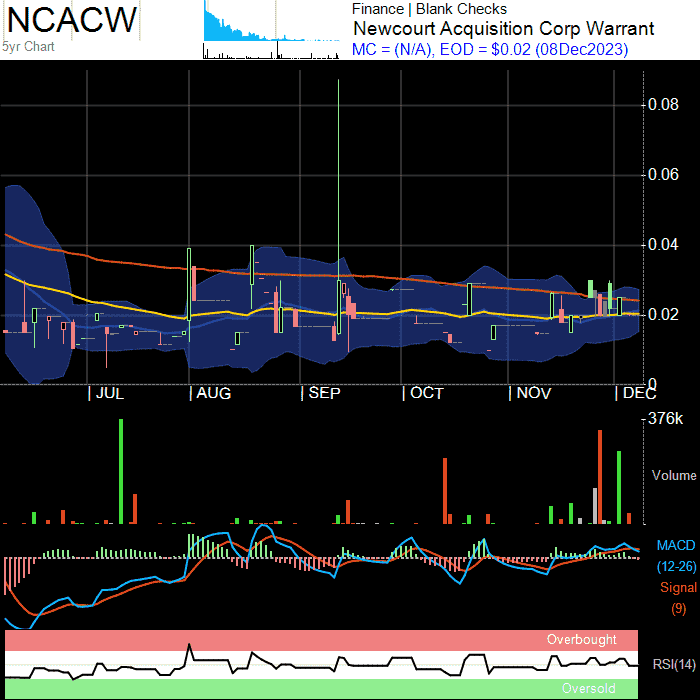 NCACW
5yr Chart
Finance | Blank Checks
Newcourt Acquisition Corp Warrant
MC = (N/A), EOD = $0.02 (08Dec2023)
0.08
0.06
0.04
0.02
0
JUL
AUG
SEP
OCT
NOV
DEC
376k
Volume
MACD
(12-26)
Signal
(9)
Overbought
RSI(14)
Oversold